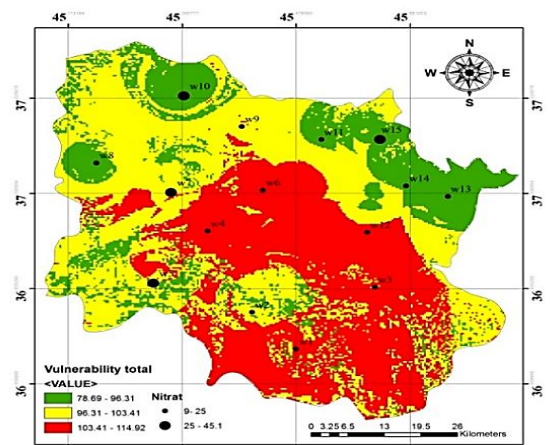 45
45
45
45
N
W
E
S
37
37
36
36
w10
w9
w11
w15
w8
w14
w13
w6
w4
w12
w3
w2
Vulnerability total
<VALUE>
78.69 - 96.31
96.31 - 103.41
103.41 - 114.92
Nitrat
9- 25
25 - 45.1
0 3.25 6.5 13 19.5 26
Kilometers